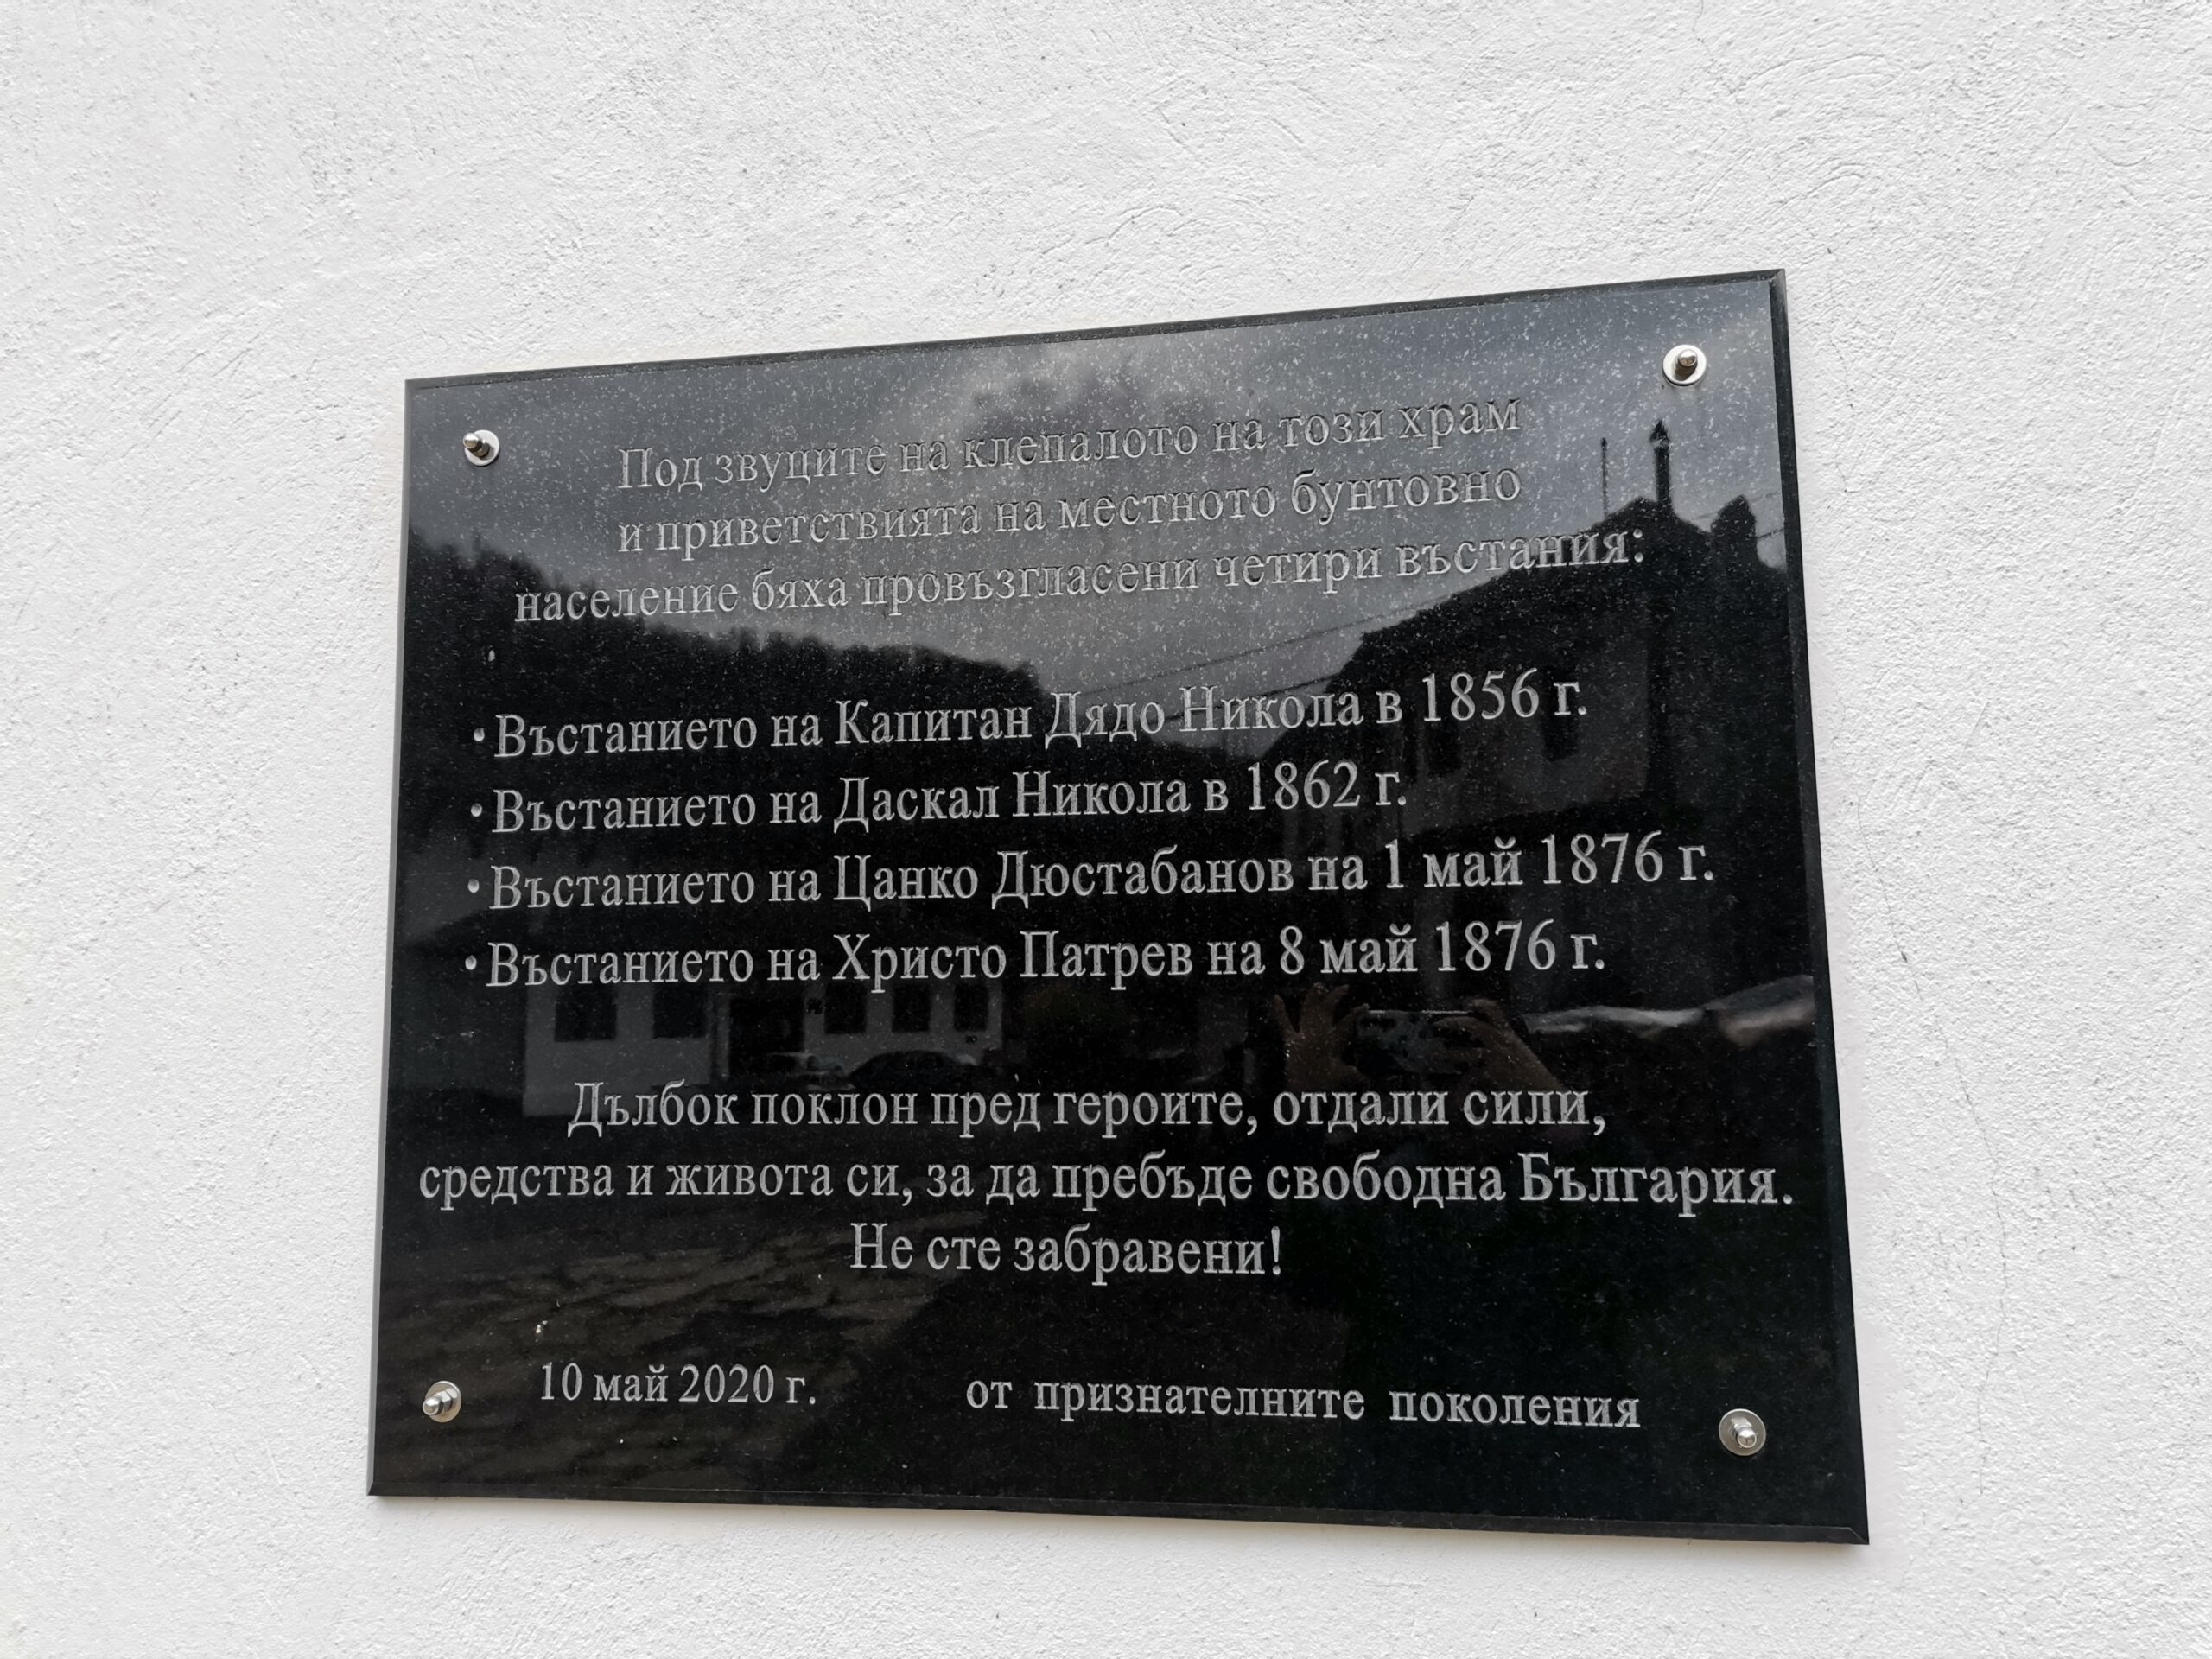 Под звуците на клепалото на този храм
и приветствията на местното бунтовно
население бяха провъзгласени четири въстания:
• Въстанието на Капитан Дядо Никола в 1856 г.
• Въстанието на Даскал Никола в 1862 г.
• Въстанието на Цанко Дюстабанов на 1 май 1876 г.
• Въстанието на Христо Патрев на 8 май 1876 г.
Дълбок поклон пред героите, отдали сили,
средства и живота си, за да пребъде свободна България.
Не сте забравени!
10 май 2020 г. от признателните поколения